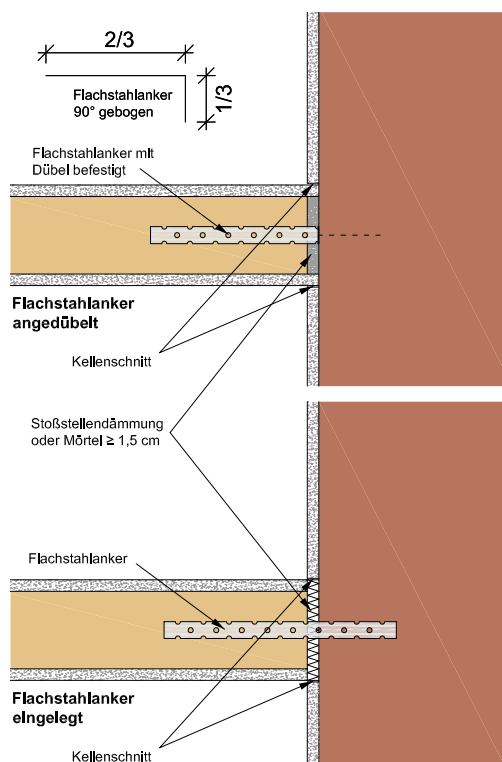 2/3
1/3
Flachstahlanker
90° gebogen
Flachstahlanker mit
Dübel befestigt
Flachstahlanker
angedübelt
Kellenschnitt
Stoßstellendämmung
oder Mörtel ≥ 1,5 cm
Flachstahlanker
Flachstahlanker
eingelegt
Kellenschnitt